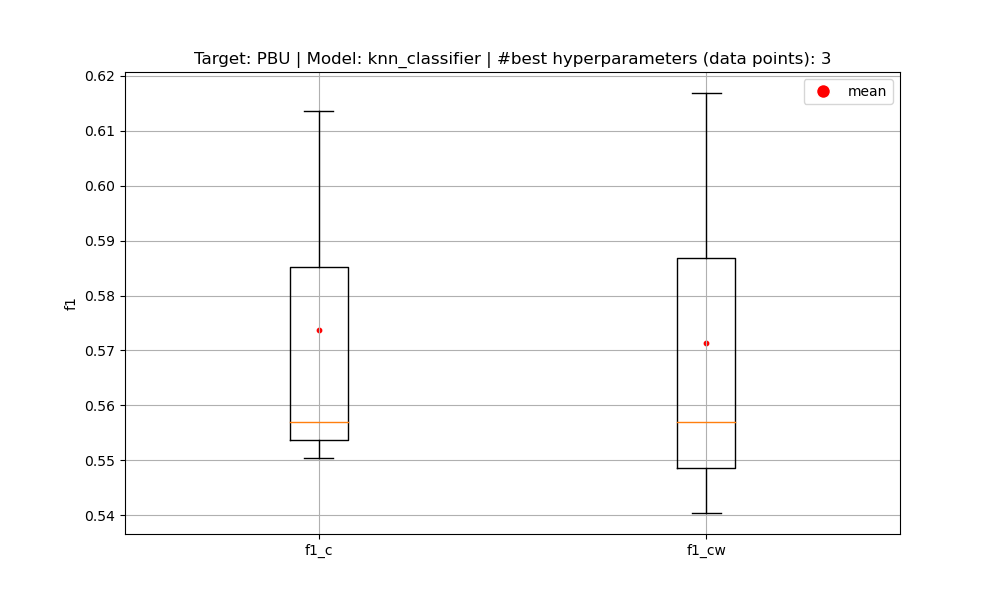 Target: PBU | Model: knn_classifier | #best hyperparameters (data points): 3
mean
0.62
0.61
0.60
0.59
0.58
0.57
0.56
0.55
0.54
f1
f1_c
f1_cw